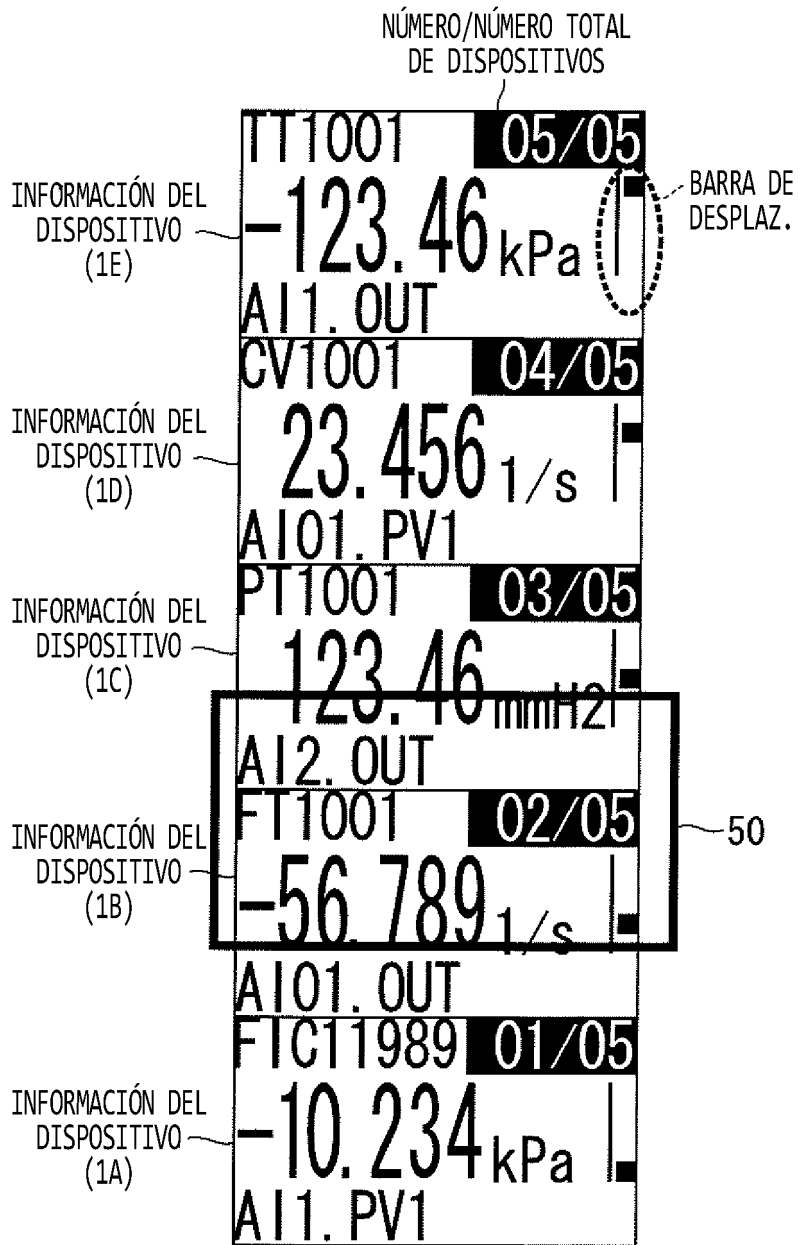 NÚMERO/NÚMERO TOTAL
DE DISPOSITIVOS
TT1001 05/05
INFORMACIÓN DEL
DISPOSITIVO
(1E)
-123.46 kPa
BARRA DE
DESPLAZ.
AI1.OUT
CV1001 04/05
INFORMACIÓN DEL
DISPOSITIVO
(1D)
23.456 1/s
AI01.PV1
PT1001 03/05
INFORMACIÓN DEL
DISPOSITIVO
(1C)
123.46 mmH2
AI2.OUT
FT1001 02/05
50
INFORMACIÓN DEL
DISPOSITIVO
(1B)
-56.789 1/s
AI01.OUT
FIC11989 01/05
INFORMACIÓN DEL
DISPOSITIVO
(1A)
-10.234 kPa
AI1.PV1